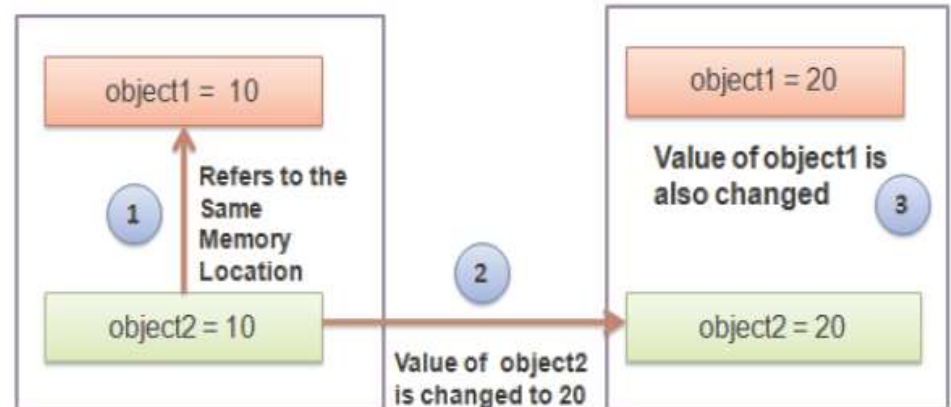 object1 = 10
1
Refers to the
Same
Memory
Location
object2 = 10
2
Value of object2
is changed to 20
object1 = 20
Value of object1 is
also changed
3
object2 = 20